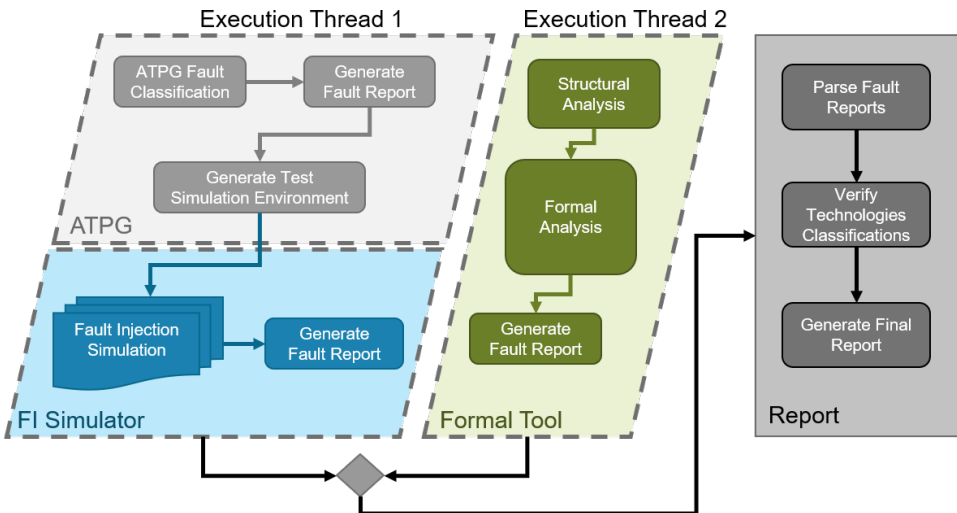 Execution Thread 1
ATPG Fault
Classification
Generate
Fault Report
Generate Test
Simulation Environment
ATPG
Fault Injection
Simulation
Generate
Fault Report
FI Simulator
Execution Thread 2
Structural
Analysis
Formal
Analysis
Generate
Fault Report
Formal Tool
Parse Fault
Reports
Verify
Technologies
Classifications
Generate Final
Report
Report